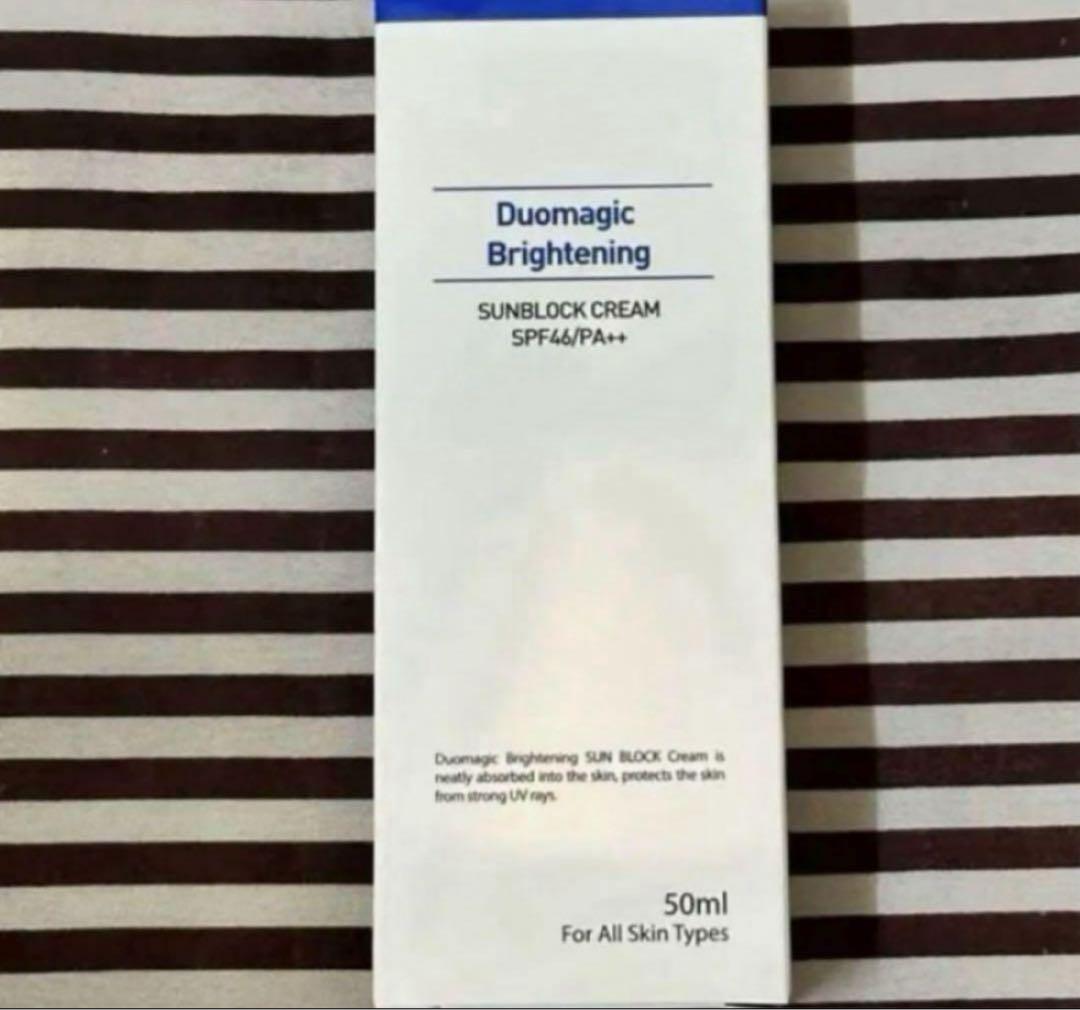 Duomagic
Brightening
SUNBLOCK CREAM
SPF46/PA++
Duomagic Brightening SUN BLOCK Cream is
neatly absorbed into the skin, protects the skin
from strong UV rays.
50ml
For All Skin Types